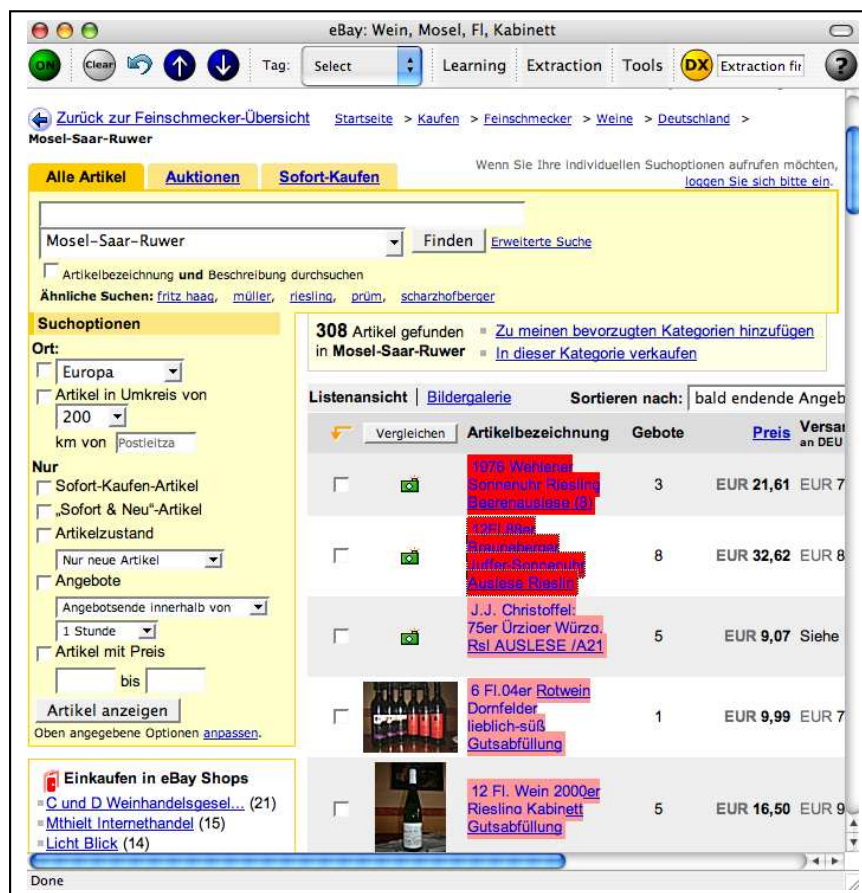 eBay: Wein, Mosel, Fl, Kabinett
ON Clear Tag: Select Learning Extraction Tools DX Extraction fir ?
Zurück zur Feinschmecker-Übersicht Startseite > Kaufen > Feinschmecker > Weine > Deutschland >
Mosel-Saar-Ruwer
Wenn Sie Ihre individuellen Suchoptionen aufrufen möchten,
loggen Sie sich bitte ein.
Alle Artikel Auktionen Sofort-Kaufen
Mosel-Saar-Ruwer Finden Erweiterte Suche
Artikelbezeichnung und Beschreibung durchsuchen
Ähnliche Suchen: fritz haag, müller, riesling, prüm, scharzhofberger
Suchoptionen
Ort:
Europa
Artikel in Umkreis von
200
km von Postleitza
Nur
Sofort-Kaufen-Artikel
„Sofort & Neu"-Artikel
Artikelzustand
Nur neue Artikel
Angebote
Angebotsende innerhalb von
1 Stunde
Artikel mit Preis
bis
Artikel anzeigen
Oben angegebene Optionen anpassen.
Einkaufen in eBay Shops
C und D Weinhandelsgesel... (21)
Mthielt Internethandel (15)
Licht Blick (14)
308 Artikel gefunden
in Mosel-Saar-Ruwer
Zu meinen bevorzugten Kategorien hinzufügen
In dieser Kategorie verkaufen
Listenansicht | Bildergalerie Sortieren nach: bald endende Angeb
Vergleichen Artikelbezeichnung Gebote Preis Versar
an DEU
1976 Wehlener
Sonnenuhr Riesling
Beerenauslese (3)
3 EUR 21,61 EUR 7
12Fl.88er
Brauneberger
Juffer-Sonnenuhr
Auslese Rieslin
8 EUR 32,62 EUR 8
J.J. Christoffel:
75er Ürziger Würzg.
Rsl AUSLESE /A21
5 EUR 9,07 Siehe
6 Fl.04er Rotwein
Dornfelder
lieblich-süß
Gutsabfüllung
1 EUR 9,99 EUR 7
12 Fl. Wein 2000er
Riesling Kabinett
Gutsabfüllung
5 EUR 16,50 EUR 9
Done